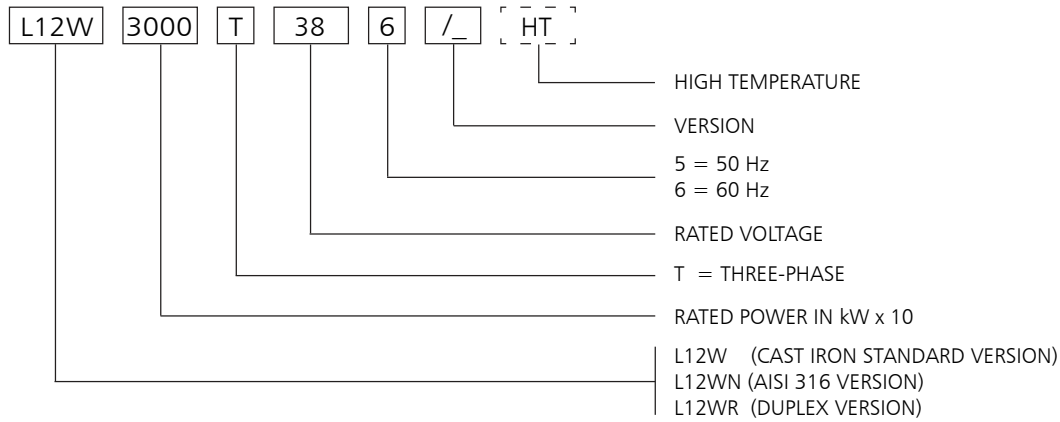 L12W 3000 T 38 6 /_ HT
HIGH TEMPERATURE
VERSION
5 = 50 Hz
6 = 60 Hz
RATED VOLTAGE
T = THREE-PHASE
RATED POWER IN kW x 10
L12W (CAST IRON STANDARD VERSION)
L12WN (AISI 316 VERSION)
L12WR (DUPLEX VERSION)